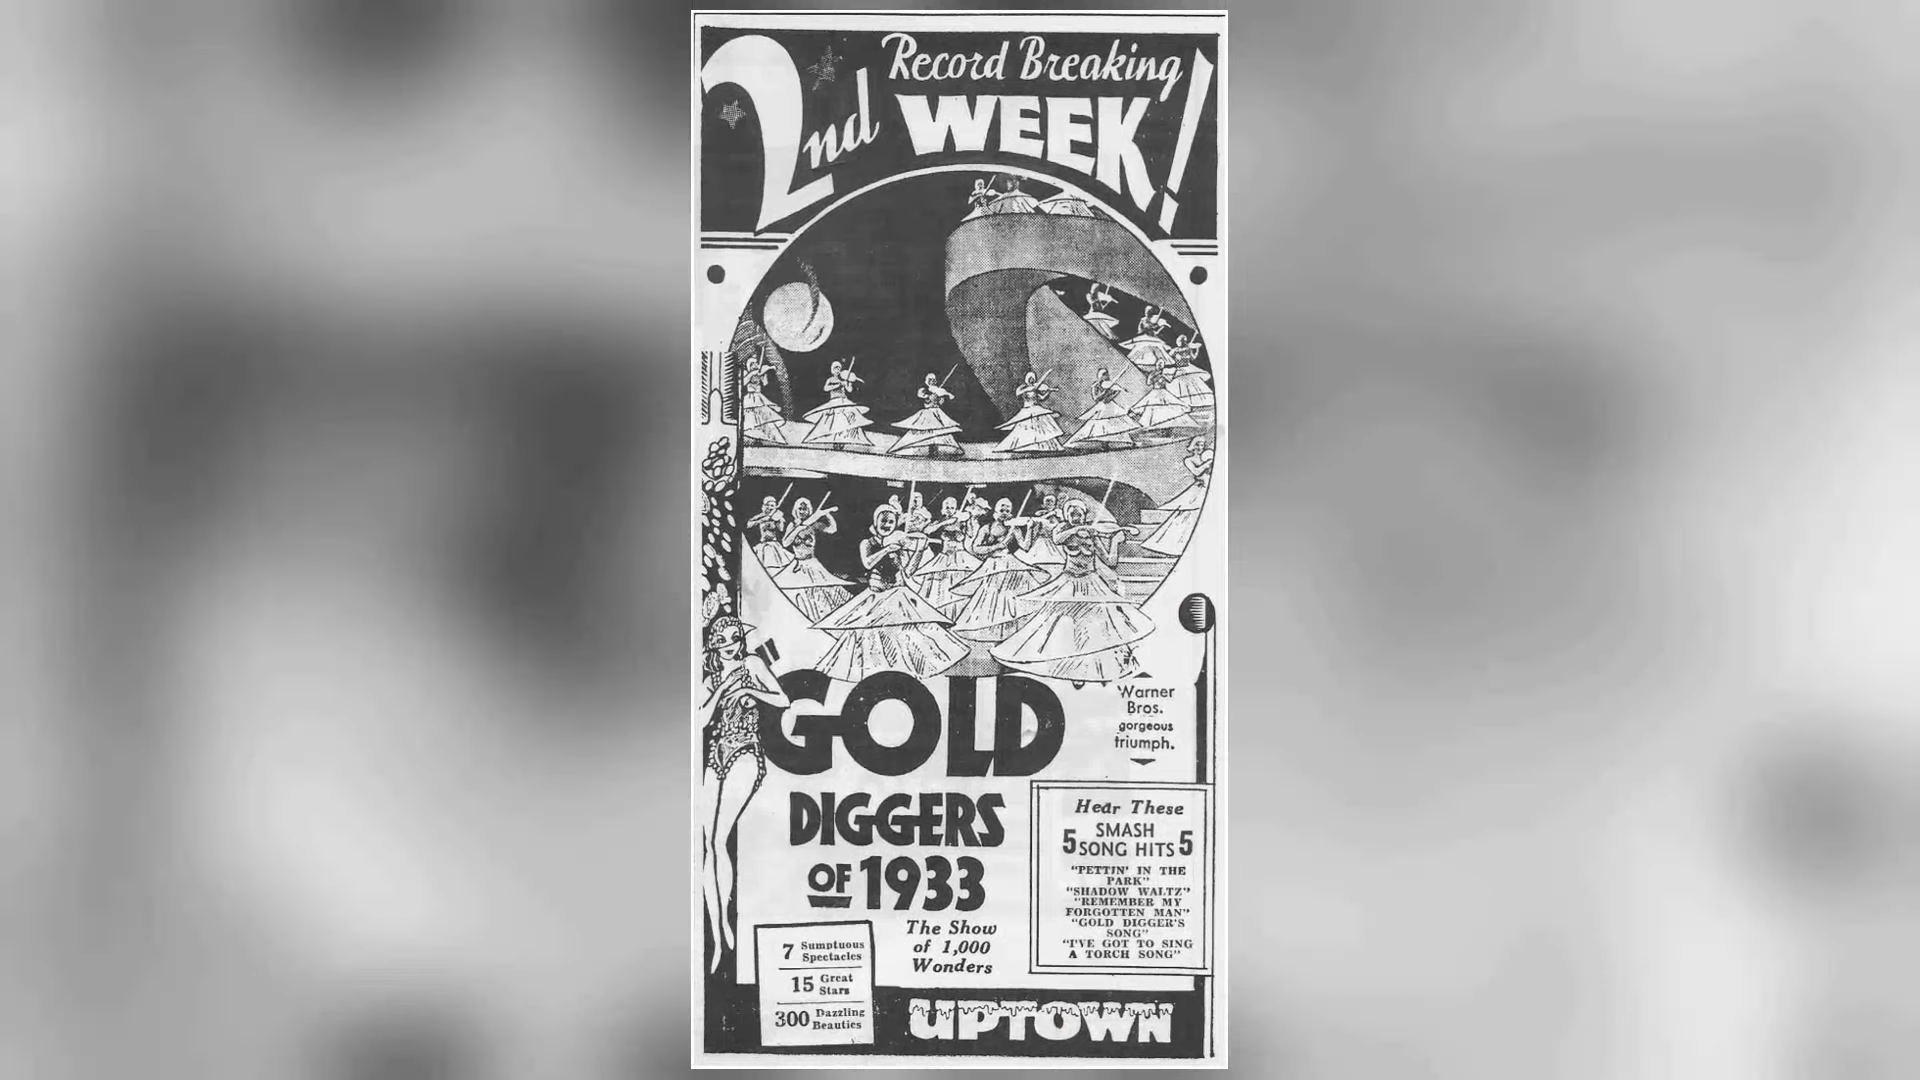 2nd Record Breaking
WEEK!
"GOLD
DIGGERS
OF 1933
Warner
Bros.
gorgeous
triumph.
The Show
of 1,000
Wonders
Hear These
5 SMASH
SONG HITS 5
"PETTIN' IN THE
PARK"
"SHADOW WALTZ"
"REMEMBER MY
FORGOTTEN MAN"
"GOLD DIGGER'S
SONG"
"I'VE GOT TO SING
A TORCH SONG"
7 Sumptuous
Spectacles
15 Great
Stars
300 Dazzling
Beauties
UPTOWN